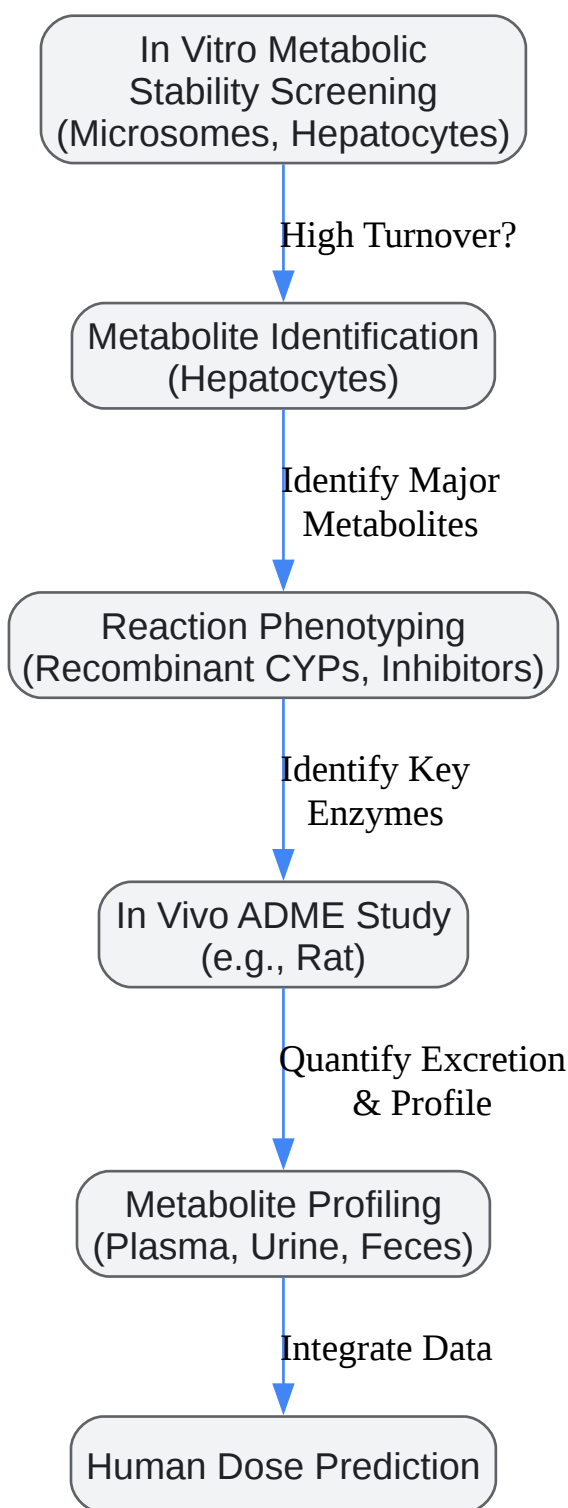 In Vitro Metabolic
Stability Screening
(Microsomes, Hepatocytes)
High Turnover?
Metabolite Identification
(Hepatocytes)
Identify Major
Metabolites
Reaction Phenotyping
(Recombinant CYPs, Inhibitors)
Identify Key
Enzymes
In Vivo ADME Study
(e.g., Rat)
Quantify Excretion
& Profile
Metabolite Profiling
(Plasma, Urine, Feces)
Integrate Data
Human Dose Prediction